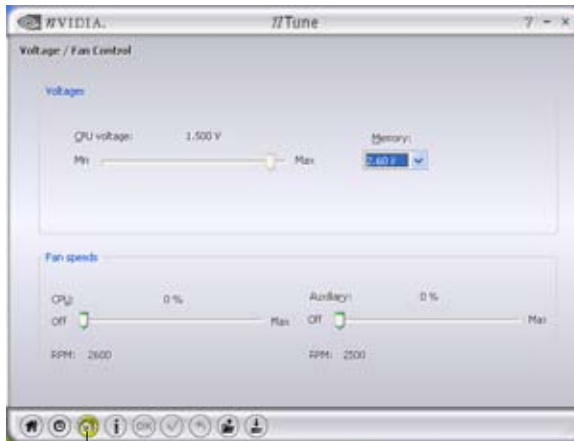 NVIDIA. nTune ? - ×
Voltage / Fan Control
Voltages
CPU voltage: 1.500 V Memory:
Min Max 2.60 V
Fan speeds
CPU: 0 % Auxiliary: 0 %
Off Max Off Max
RPM: 2600 RPM: 2500
OK